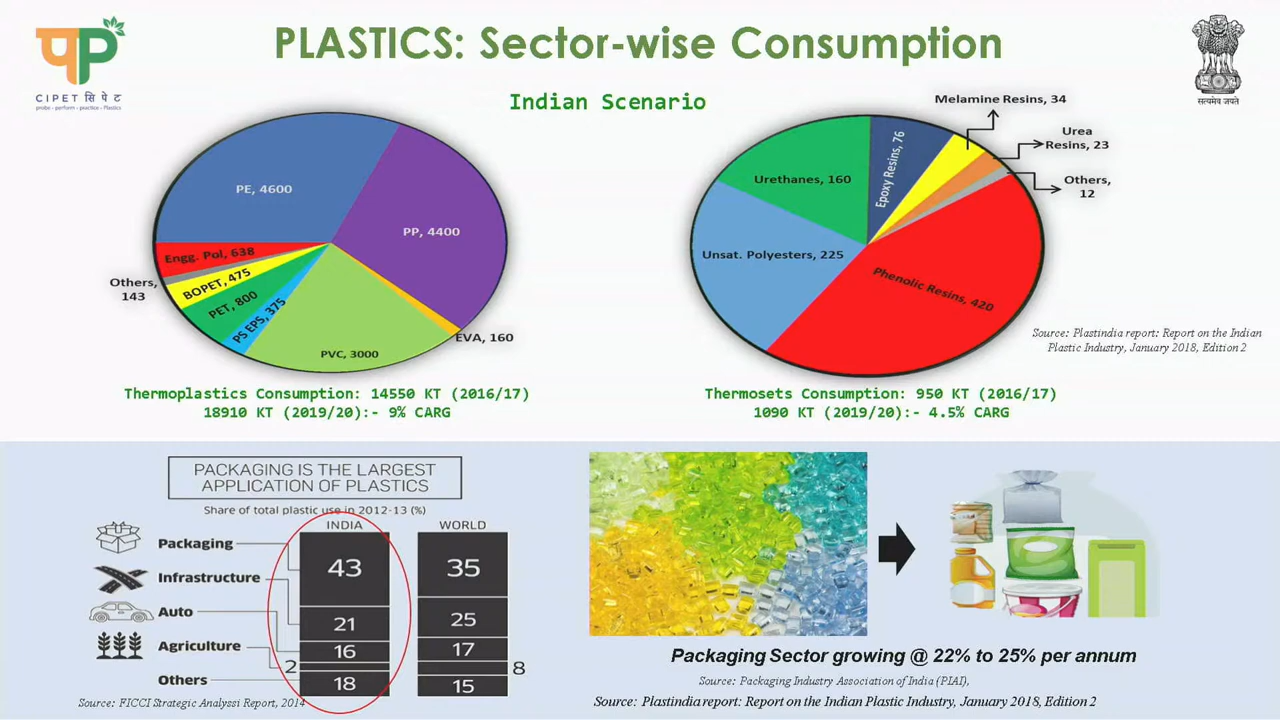 PLASTICS: Sector-wise Consumption
पP
CIPET सिपेट
probe - perform - practice - Plastics
सत्यमेव जयते
Indian Scenario
PE, 4600
PP, 4400
Engg. Pol, 638
Others,
143
BOPET, 475
PET, 800
PS EPS, 375
PVC, 3000
EVA, 160
Thermoplastics Consumption: 14550 KT (2016/17)
18910 KT (2019/20):- 9% CARG
Melamine Resins, 34
Urea
Resins, 23
Others,
12
Epoxy Resins, 76
Urethanes, 160
Unsat. Polyesters, 225
Phenolic Resins, 420
Source: Plastindia report: Report on the Indian
Plastic Industry, January 2018, Edition 2
Thermosets Consumption: 950 KT (2016/17)
1090 KT (2019/20):- 4.5% CARG
PACKAGING IS THE LARGEST
APPLICATION OF PLASTICS
Share of total plastic use in 2012-13 (%)
INDIA WORLD
Packaging 43 35
Infrastructure 21 25
Auto 16 17
Agriculture 2 8
Others 18 15
Source: FICCI Strategic Analyssi Report, 2014
Packaging Sector growing @ 22% to 25% per annum
Source: Packaging Industry Association of India (PIAI),
Source: Plastindia report: Report on the Indian Plastic Industry, January 2018, Edition 2